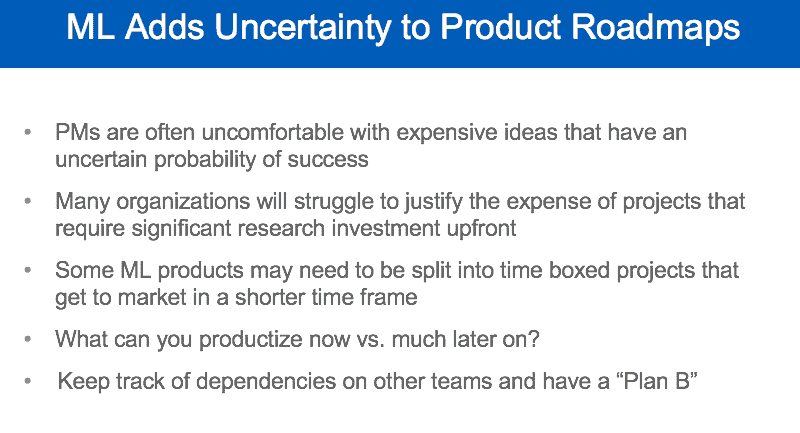 ML Adds Uncertainty to Product Roadmaps
• PMs are often uncomfortable with expensive ideas that have an
uncertain probability of success
• Many organizations will struggle to justify the expense of projects that
require significant research investment upfront
• Some ML products may need to be split into time boxed projects that
get to market in a shorter time frame
• What can you productize now vs. much later on?
• Keep track of dependencies on other teams and have a “Plan B”